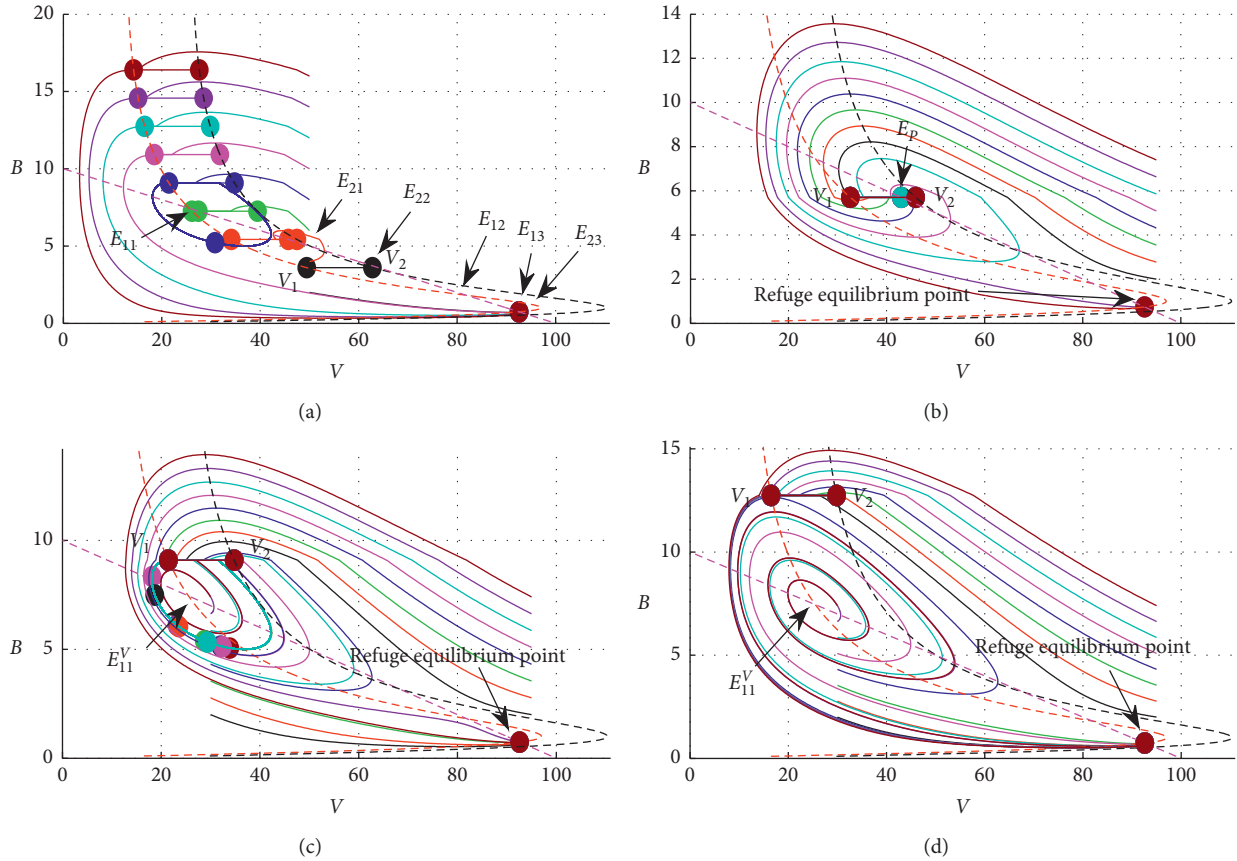 20
15
B 10
5
0
0 20 40 60 80 100
V
E11
E21
E22
E12
E13
E23
V1
V2
(a)
14
12
10
B 8
6
4
2
0
0 20 40 60 80 100
V
Ep
V1
V2
Refuge equilibrium point
(b)
10
B 5
0
0 20 40 60 80 100
V
V1
V2
E11^V
Refuge equilibrium point
(c)
15
10
B
5
0
0 20 40 60 80 100
V
V1
V2
E11^V
Refuge equilibrium point
(d)